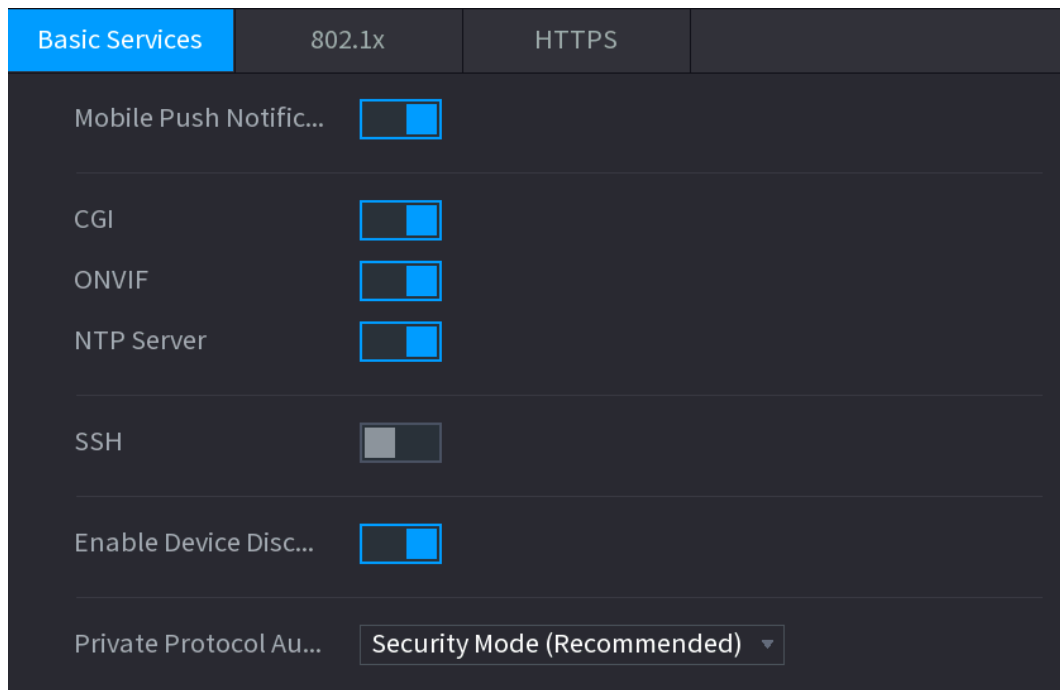 Basic Services 802.1x HTTPS
Mobile Push Notific...
CGI
ONVIF
NTP Server
SSH
Enable Device Disc...
Private Protocol Au... Security Mode (Recommended)